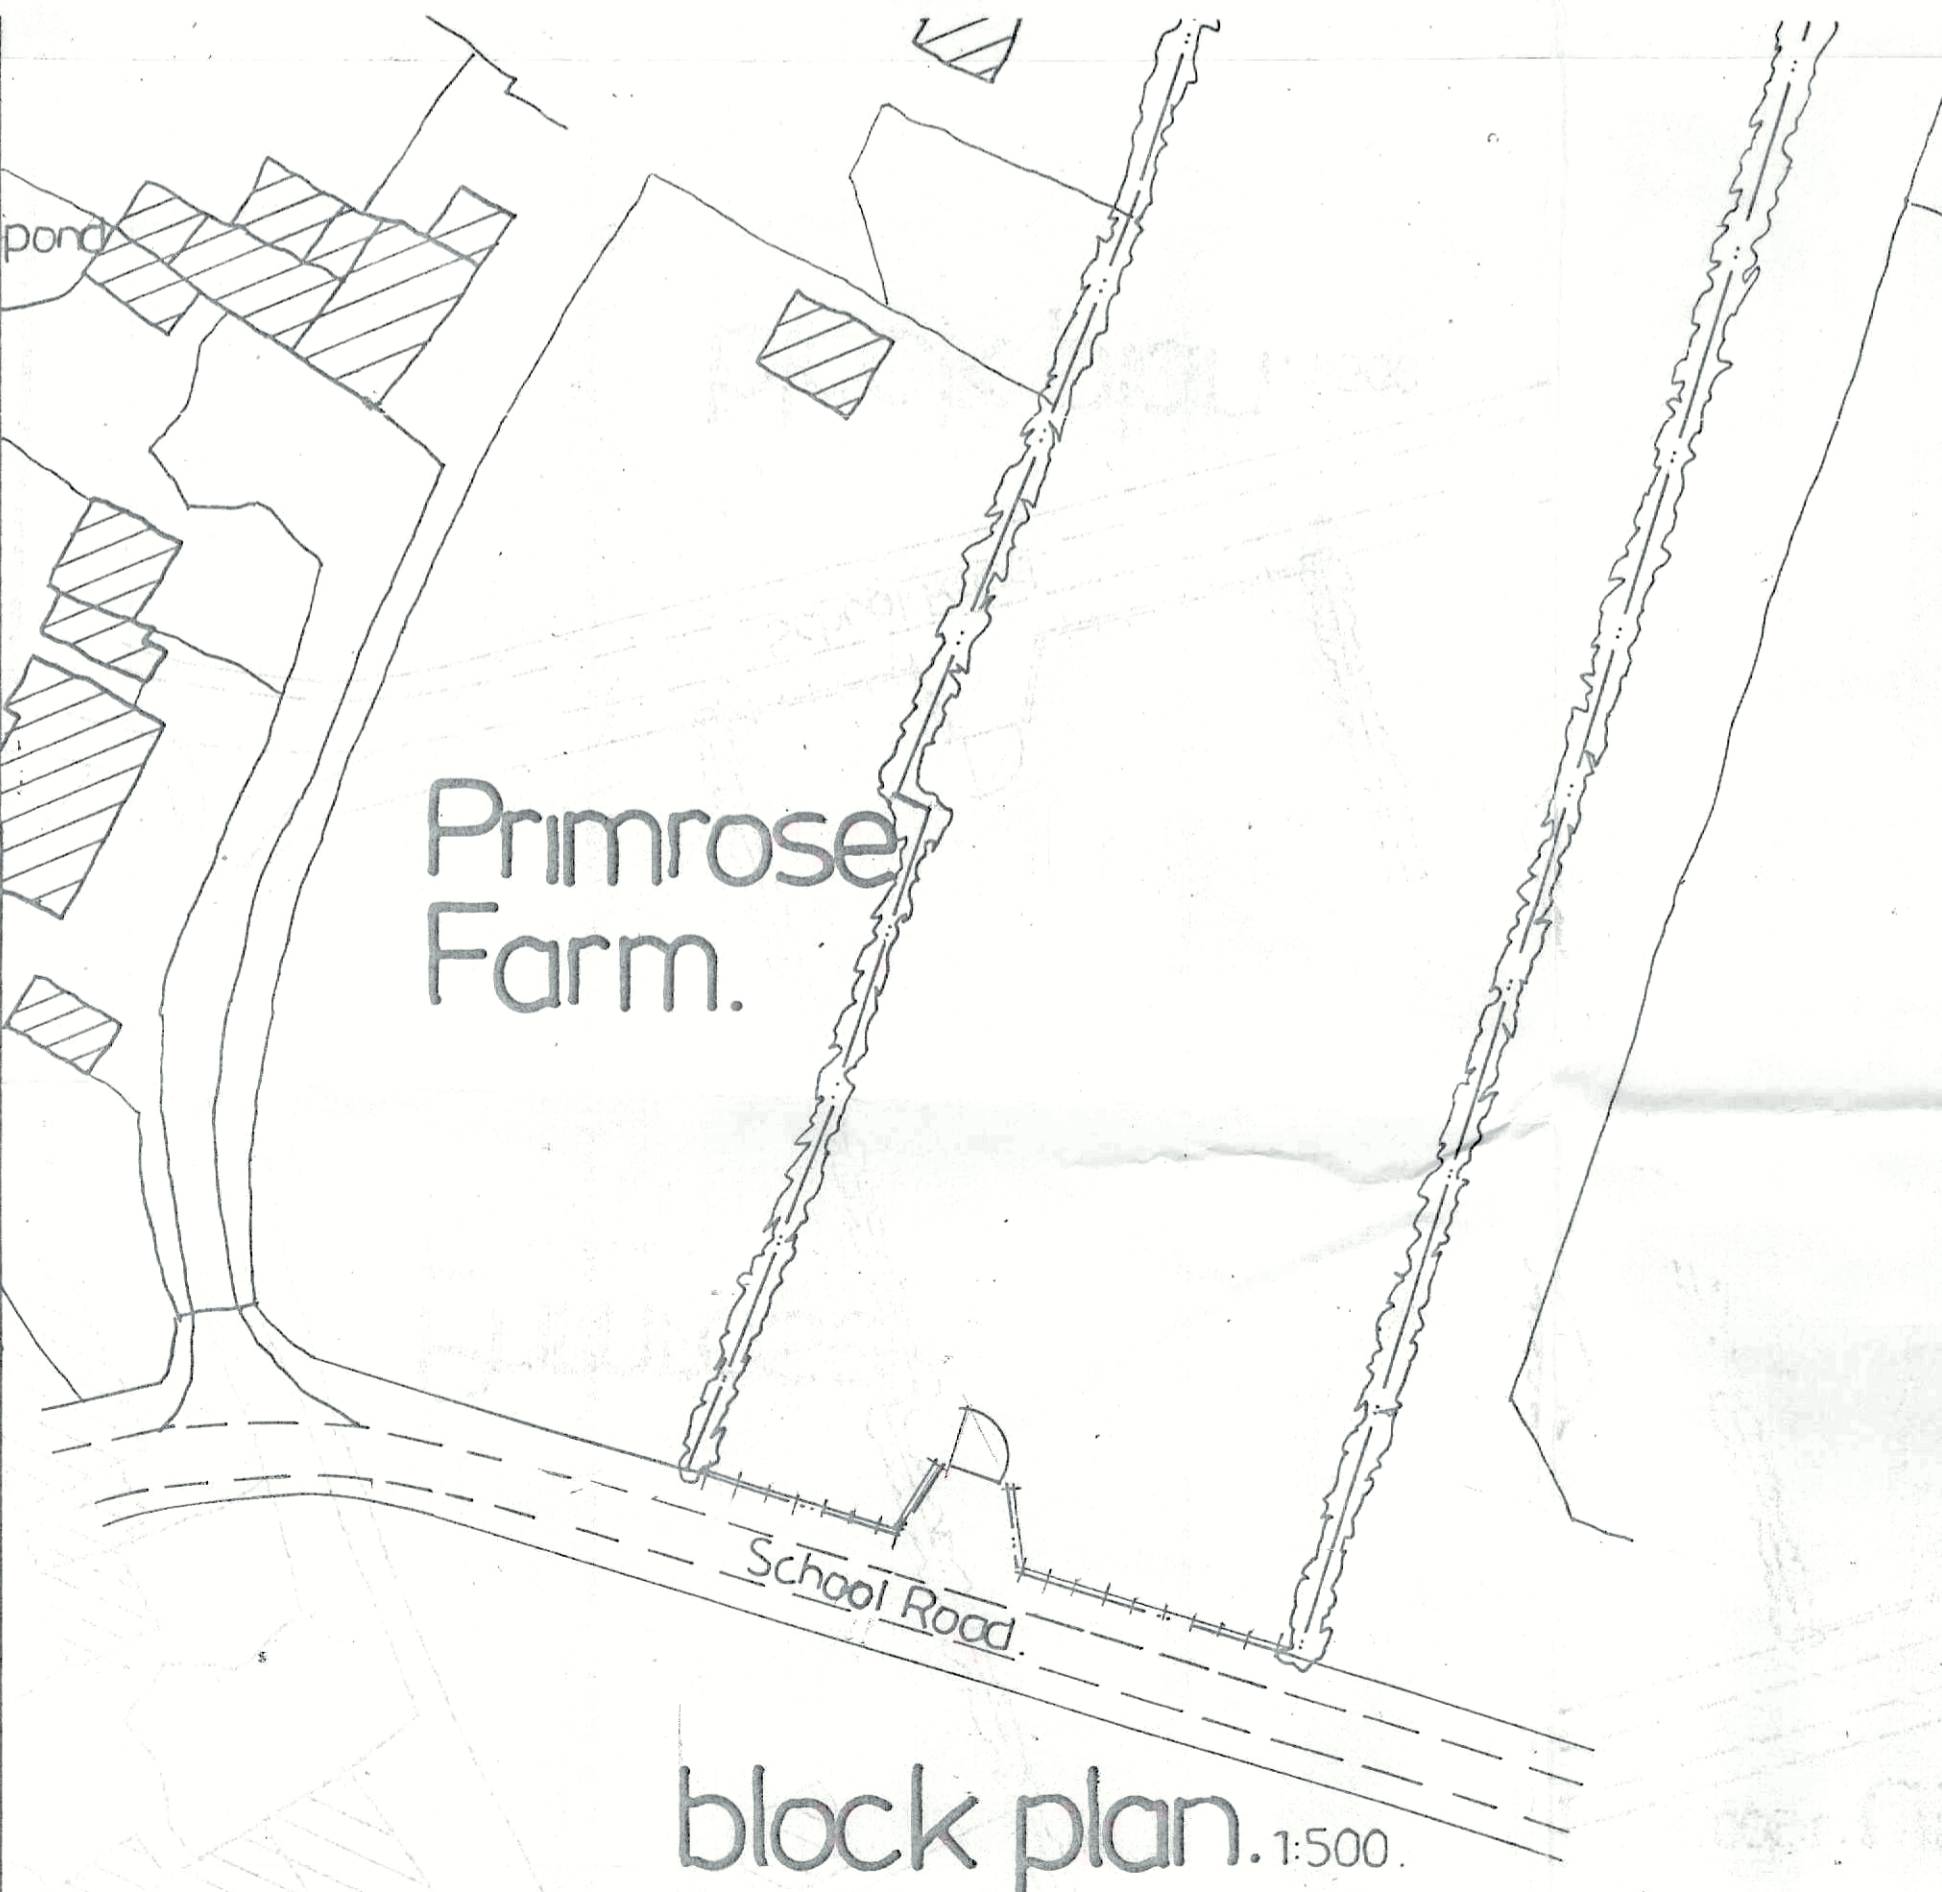 pond
Primrose
Farm.
School Road.
block plan. 1:500.